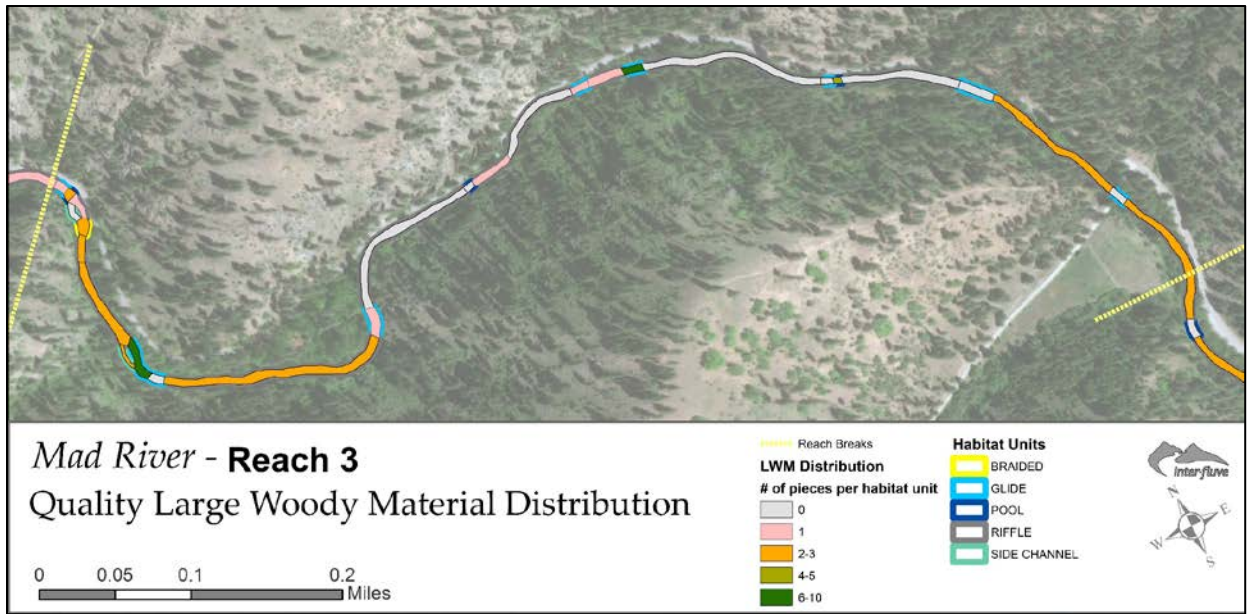 Mad River - Reach 3
Quality Large Woody Material Distribution
0 0.05 0.1 0.2
Miles
Reach Breaks
LWM Distribution
# of pieces per habitat unit
0
1
2-3
4-5
6-10
Habitat Units
BRAIDED
GLIDE
POOL
RIFFLE
SIDE CHANNEL
interfluve
N
E
W
S